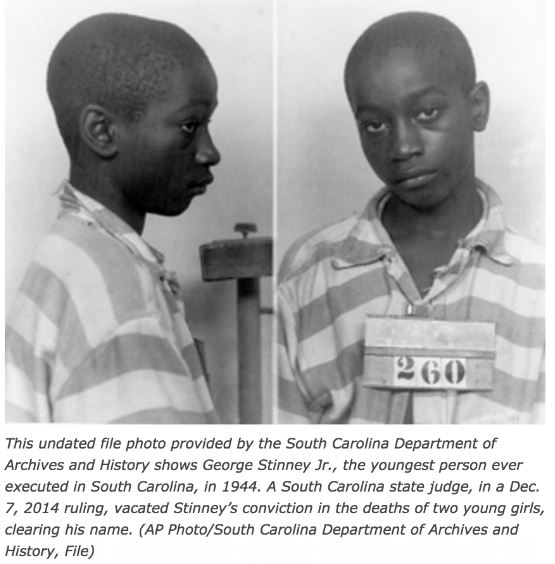 260
This undated file photo provided by the South Carolina Department of
Archives and History shows George Stinney Jr., the youngest person ever
executed in South Carolina, in 1944. A South Carolina state judge, in a Dec.
7, 2014 ruling, vacated Stinney's conviction in the deaths of two young girls,
clearing his name. (AP Photo/South Carolina Department of Archives and
History, File)